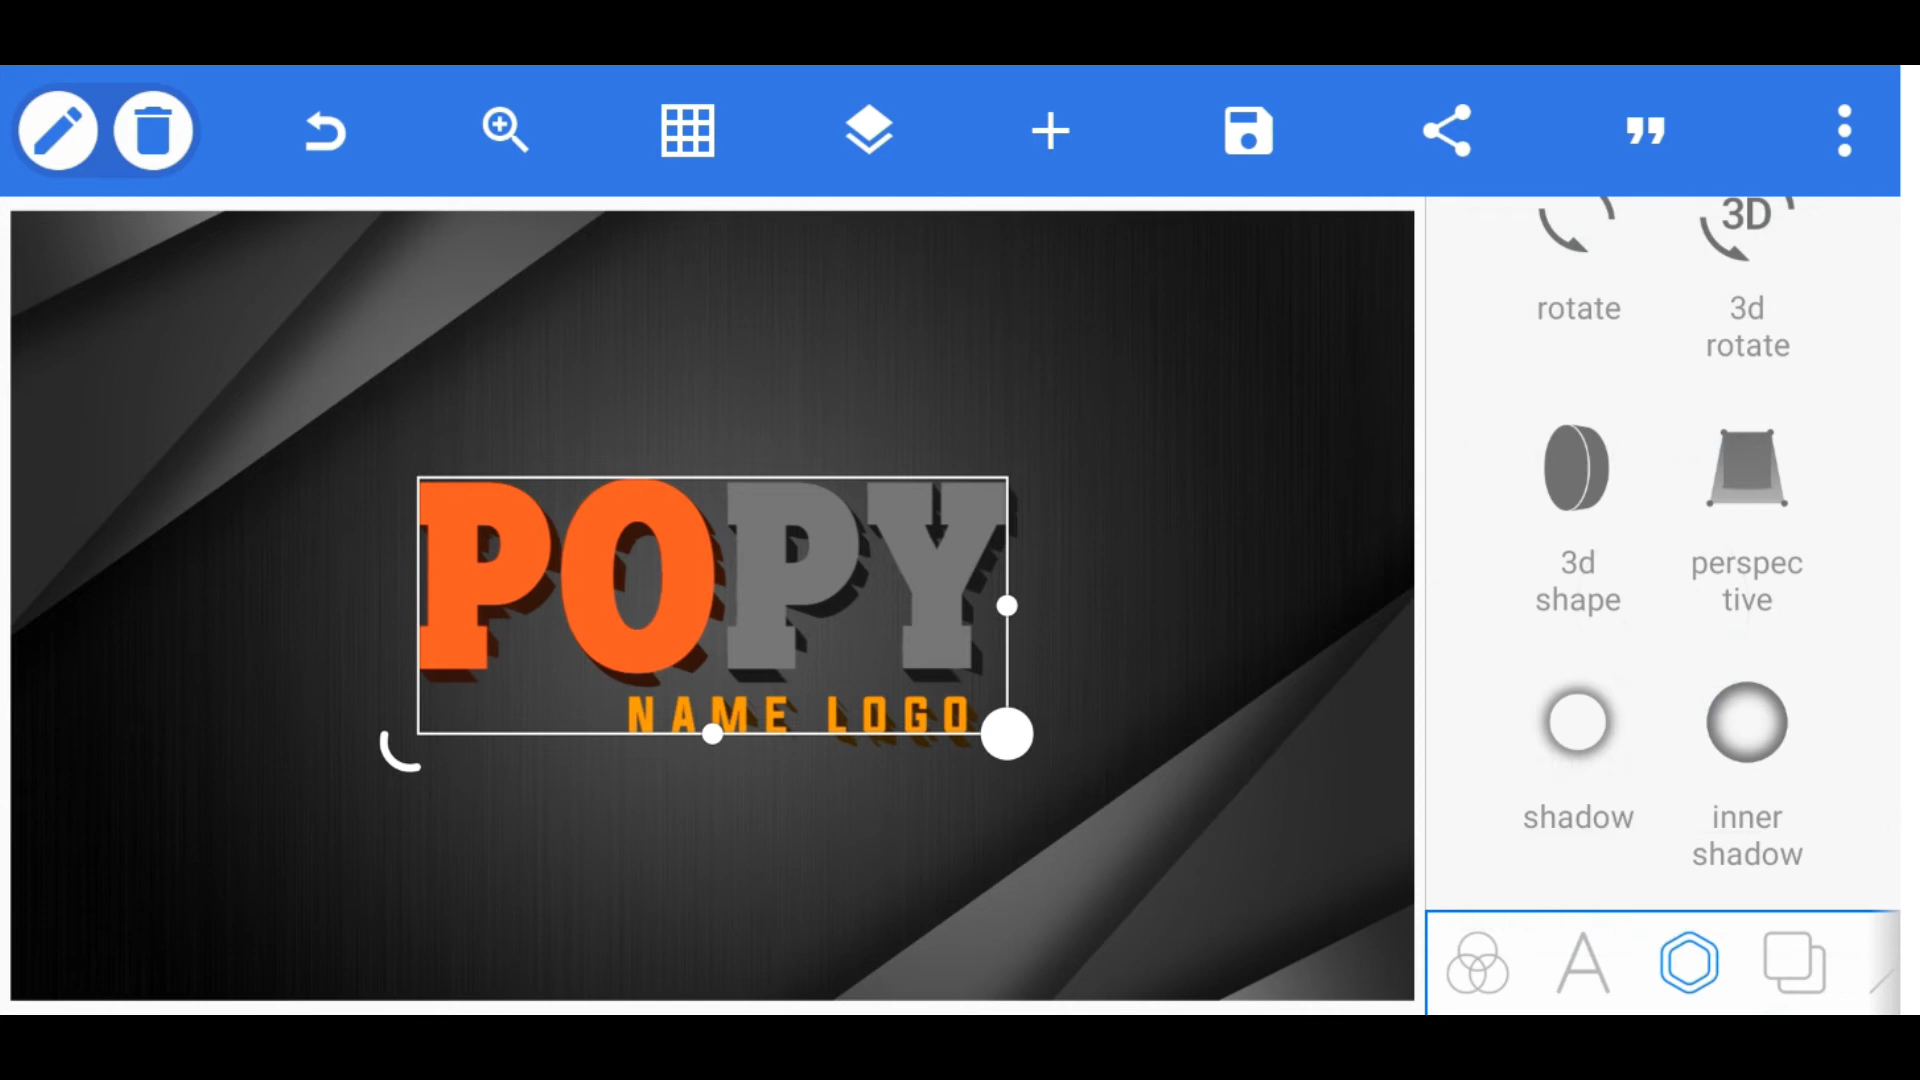 3D
rotate
3d
rotate
POPY
NAME LOGO
3d
shape
perspec
tive
shadow
inner
shadow